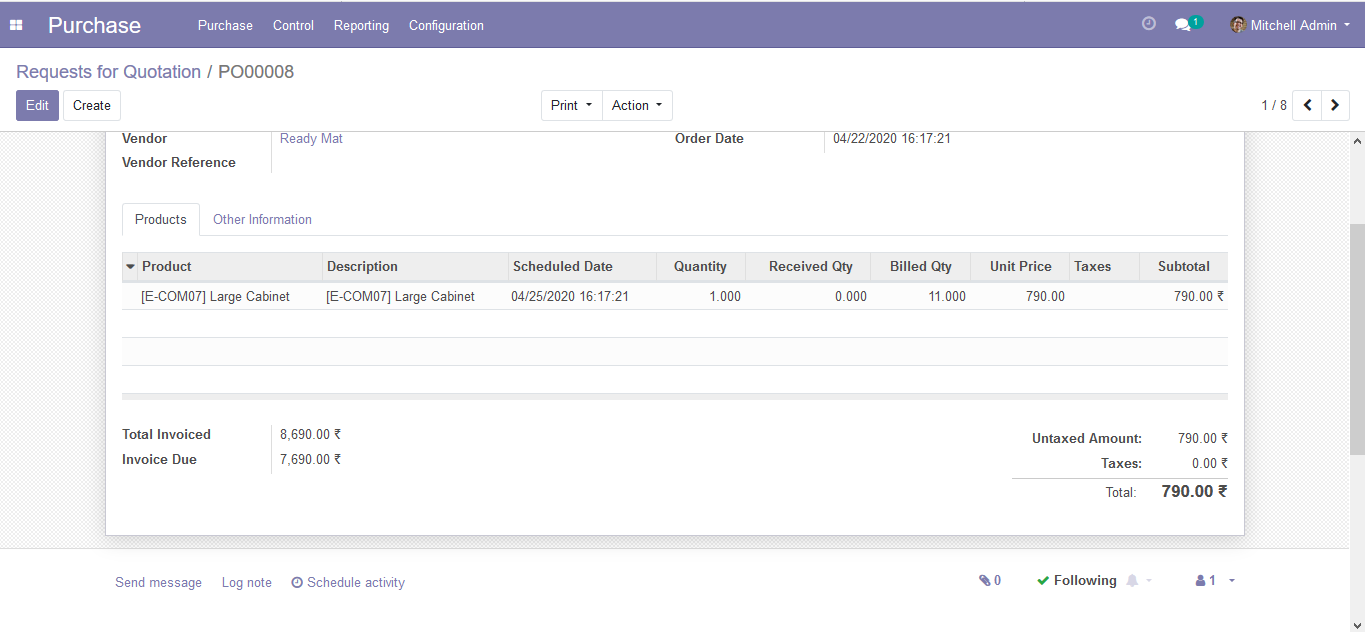 Purchase Purchase Control Reporting Configuration 1 Mitchell Admin
Requests for Quotation / PO00008
Edit Create Print Action 1 / 8
Vendor Ready Mat Order Date 04/22/2020 16:17:21
Vendor Reference
Products Other Information
Product Description Scheduled Date Quantity Received Qty Billed Qty Unit Price Taxes Subtotal
[E-COM07] Large Cabinet [E-COM07] Large Cabinet 04/25/2020 16:17:21 1.000 0.000 11.000 790.00 790.00 ₹
Total Invoiced 8,690.00 ₹ Untaxed Amount: 790.00 ₹
Invoice Due 7,690.00 ₹ Taxes: 0.00 ₹
Total: 790.00 ₹
Send message Log note Schedule activity 0 Following 1